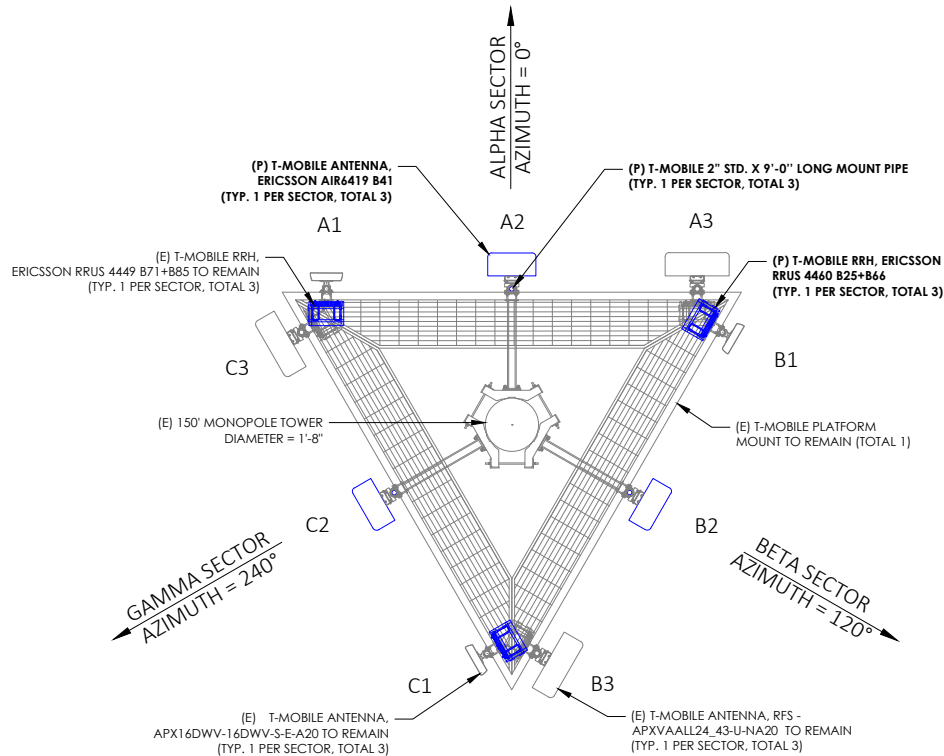 ALPHA SECTOR
AZIMUTH = 0°
(P) T-MOBILE ANTENNA,
ERICSSON AIR6419 B41
(TYP. 1 PER SECTOR, TOTAL 3)
(P) T-MOBILE 2" STD. X 9'-0'' LONG MOUNT PIPE
(TYP. 1 PER SECTOR, TOTAL 3)
A1
A2
A3
(E) T-MOBILE RRH,
ERICSSON RRUS 4449 B71+B85 TO REMAIN
(TYP. 1 PER SECTOR, TOTAL 3)
(P) T-MOBILE RRH, ERICSSON
RRUS 4460 B25+B66
(TYP. 1 PER SECTOR, TOTAL 3)
C3
B1
(E) 150' MONOPOLE TOWER
DIAMETER = 1'-8"
(E) T-MOBILE PLATFORM
MOUNT TO REMAIN (TOTAL 1)
C2
B2
GAMMA SECTOR
AZIMUTH = 240°
BETA SECTOR
AZIMUTH = 120°
C1
B3
(E) T-MOBILE ANTENNA,
APX16DWV-16DWV-S-E-A20 TO REMAIN
(TYP. 1 PER SECTOR, TOTAL 3)
(E) T-MOBILE ANTENNA, RFS -
APXVAALL24_43-U-NA20 TO REMAIN
(TYP. 1 PER SECTOR, TOTAL 3)